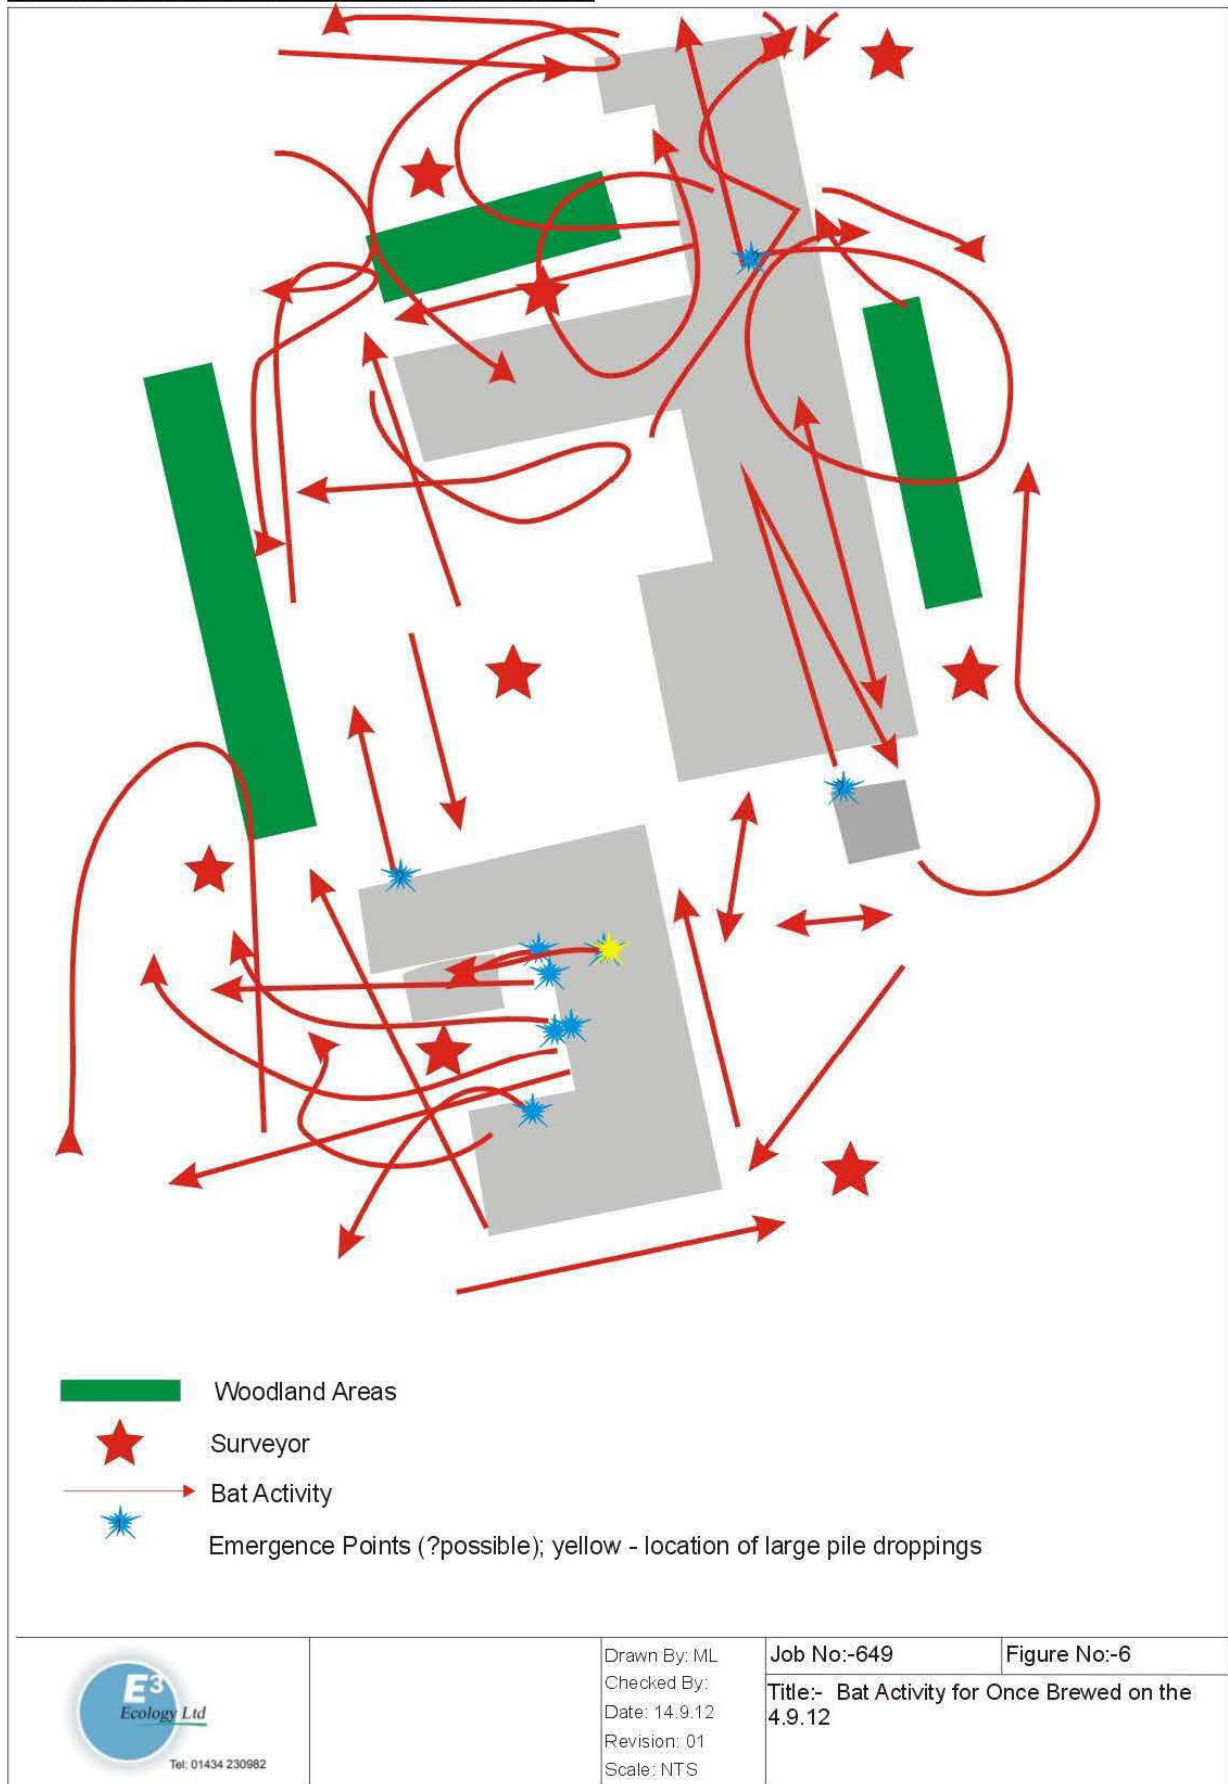 Woodland Areas
Surveyor
Bat Activity
Emergence Points (?possible); yellow - location of large pile droppings
E3
Ecology Ltd
Tel: 01434 230982
Drawn By: ML
Checked By:
Date: 14.9.12
Revision: 01
Scale: NTS
Job No:-649
Figure No:-6
Title:- Bat Activity for Once Brewed on the
4.9.12